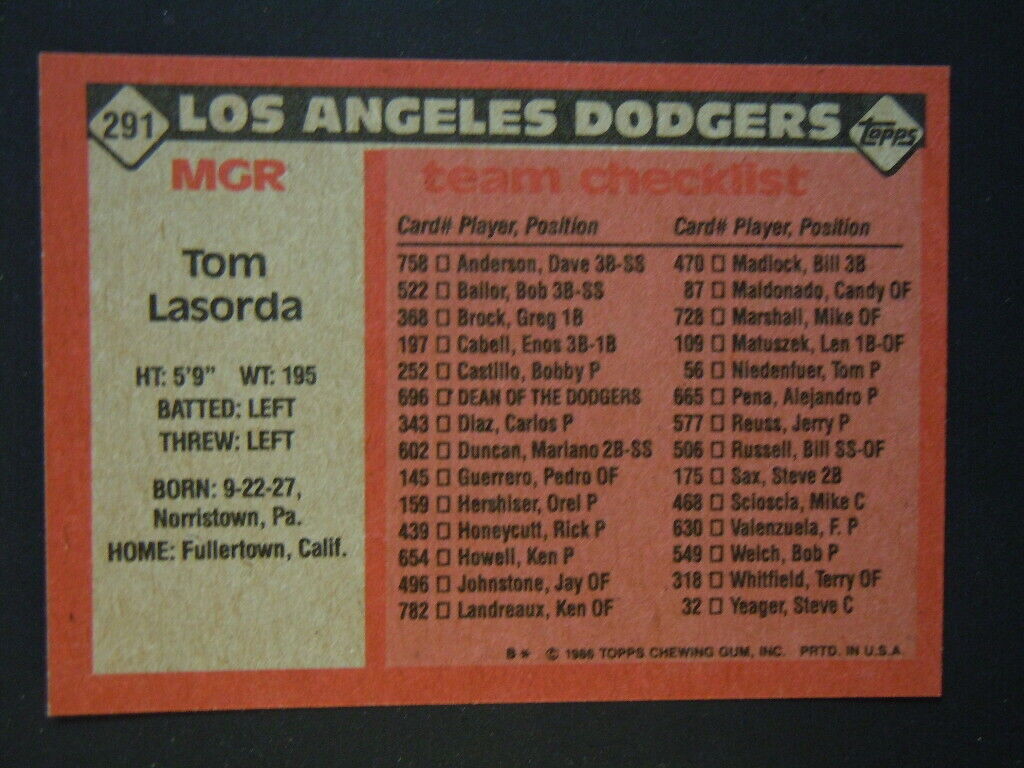 291 LOS ANGELES DODGERS topps
MGR
Tom
Lasorda
HT: 5'9" WT: 195
BATTED: LEFT
THREW: LEFT
BORN: 9-22-27,
Norristown, Pa.
HOME: Fullertown, Calif.
team checklist
Card# Player, Position
758 ☐ Anderson, Dave 3B-SS
522 ☐ Bailor, Bob 3B-SS
368 ☐ Brock, Greg 1B
197 ☐ Cabell, Enos 3B-1B
252 ☐ Castillo, Bobby P
696 ☐ DEAN OF THE DODGERS
343 ☐ Diaz, Carlos P
602 ☐ Duncan, Mariano 2B-SS
145 ☐ Guerrero, Pedro OF
159 ☐ Hershiser, Orel P
439 ☐ Honeycutt, Rick P
654 ☐ Howell, Ken P
496 ☐ Johnstone, Jay OF
782 ☐ Landreaux, Ken OF
Card# Player, Position
470 ☐ Madlock, Bill 3B
87 ☐ Maldonado, Candy OF
728 ☐ Marshall, Mike OF
109 ☐ Matuszek, Len 1B-OF
56 ☐ Niedenfuer, Tom P
665 ☐ Pena, Alejandro P
577 ☐ Reuss, Jerry P
506 ☐ Russell, Bill SS-OF
175 ☐ Sax, Steve 2B
468 ☐ Scioscia, Mike C
630 ☐ Valenzuela, F. P
549 ☐ Welch, Bob P
318 ☐ Whitfield, Terry OF
32 ☐ Yeager, Steve C
B* © 1986 TOPPS CHEWING GUM, INC. PRTD. IN U.S.A.